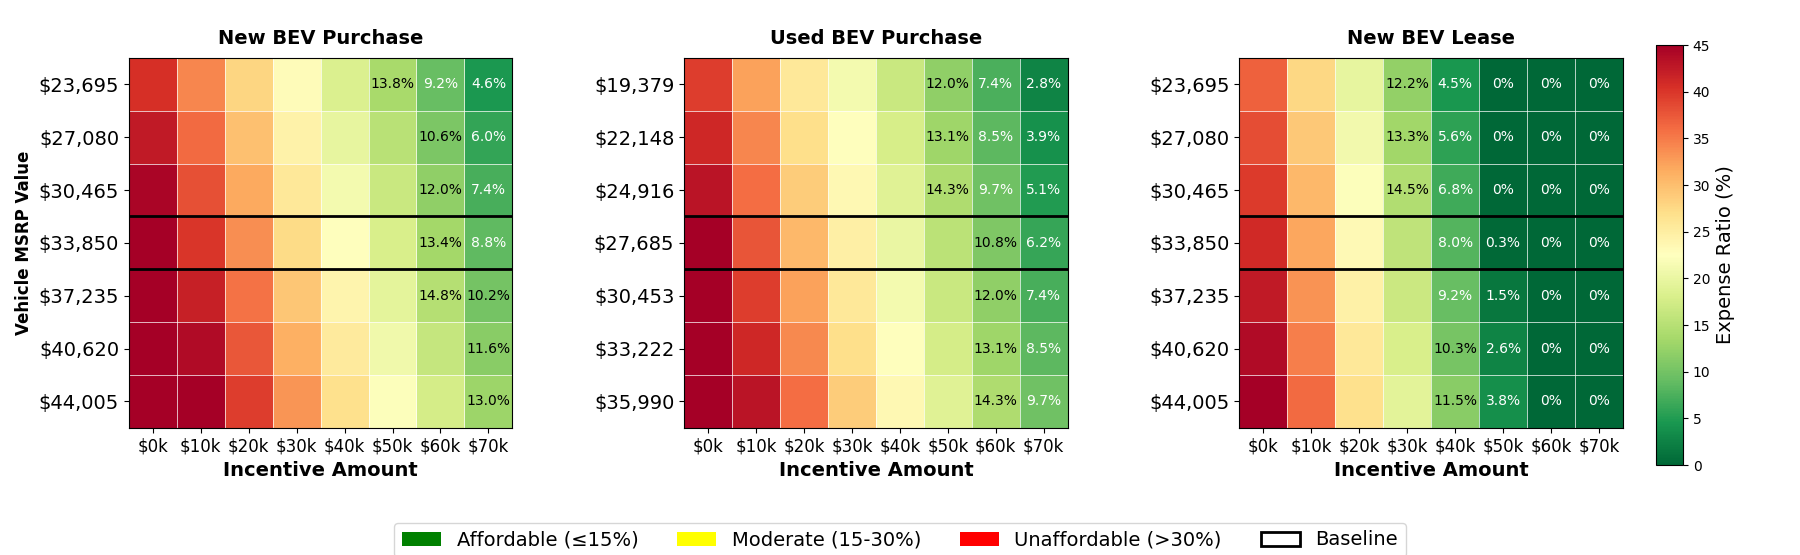 New BEV Purchase
Used BEV Purchase
New BEV Lease
Vehicle MSRP Value
$23,695 13.8% 9.2% 4.6%
$27,080 10.6% 6.0%
$30,465 12.0% 7.4%
$33,850 13.4% 8.8%
$37,235 14.8% 10.2%
$40,620 11.6%
$44,005 13.0%
$0k $10k $20k $30k $40k $50k $60k $70k
Incentive Amount
$19,379 12.0% 7.4% 2.8%
$22,148 13.1% 8.5% 3.9%
$24,916 14.3% 9.7% 5.1%
$27,685 10.8% 6.2%
$30,453 12.0% 7.4%
$33,222 13.1% 8.5%
$35,990 14.3% 9.7%
$0k $10k $20k $30k $40k $50k $60k $70k
Incentive Amount
$23,695 12.2% 4.5% 0% 0% 0%
$27,080 13.3% 5.6% 0% 0% 0%
$30,465 14.5% 6.8% 0% 0% 0%
$33,850 8.0% 0.3% 0% 0%
$37,235 9.2% 1.5% 0% 0%
$40,620 10.3% 2.6% 0% 0%
$44,005 11.5% 3.8% 0% 0%
$0k $10k $20k $30k $40k $50k $60k $70k
Incentive Amount
45
40
35
30
25
20
15
10
5
0
Expense Ratio (%)
Affordable (≤15%) Moderate (15-30%) Unaffordable (>30%) Baseline